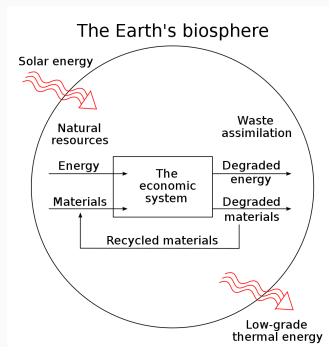 The Earth's biosphere
Solar energy
Natural
resources
Waste
assimilation
Energy
Materials
The
economic
system
Degraded
energy
Degraded
materials
Recycled materials
Low-grade
thermal energy